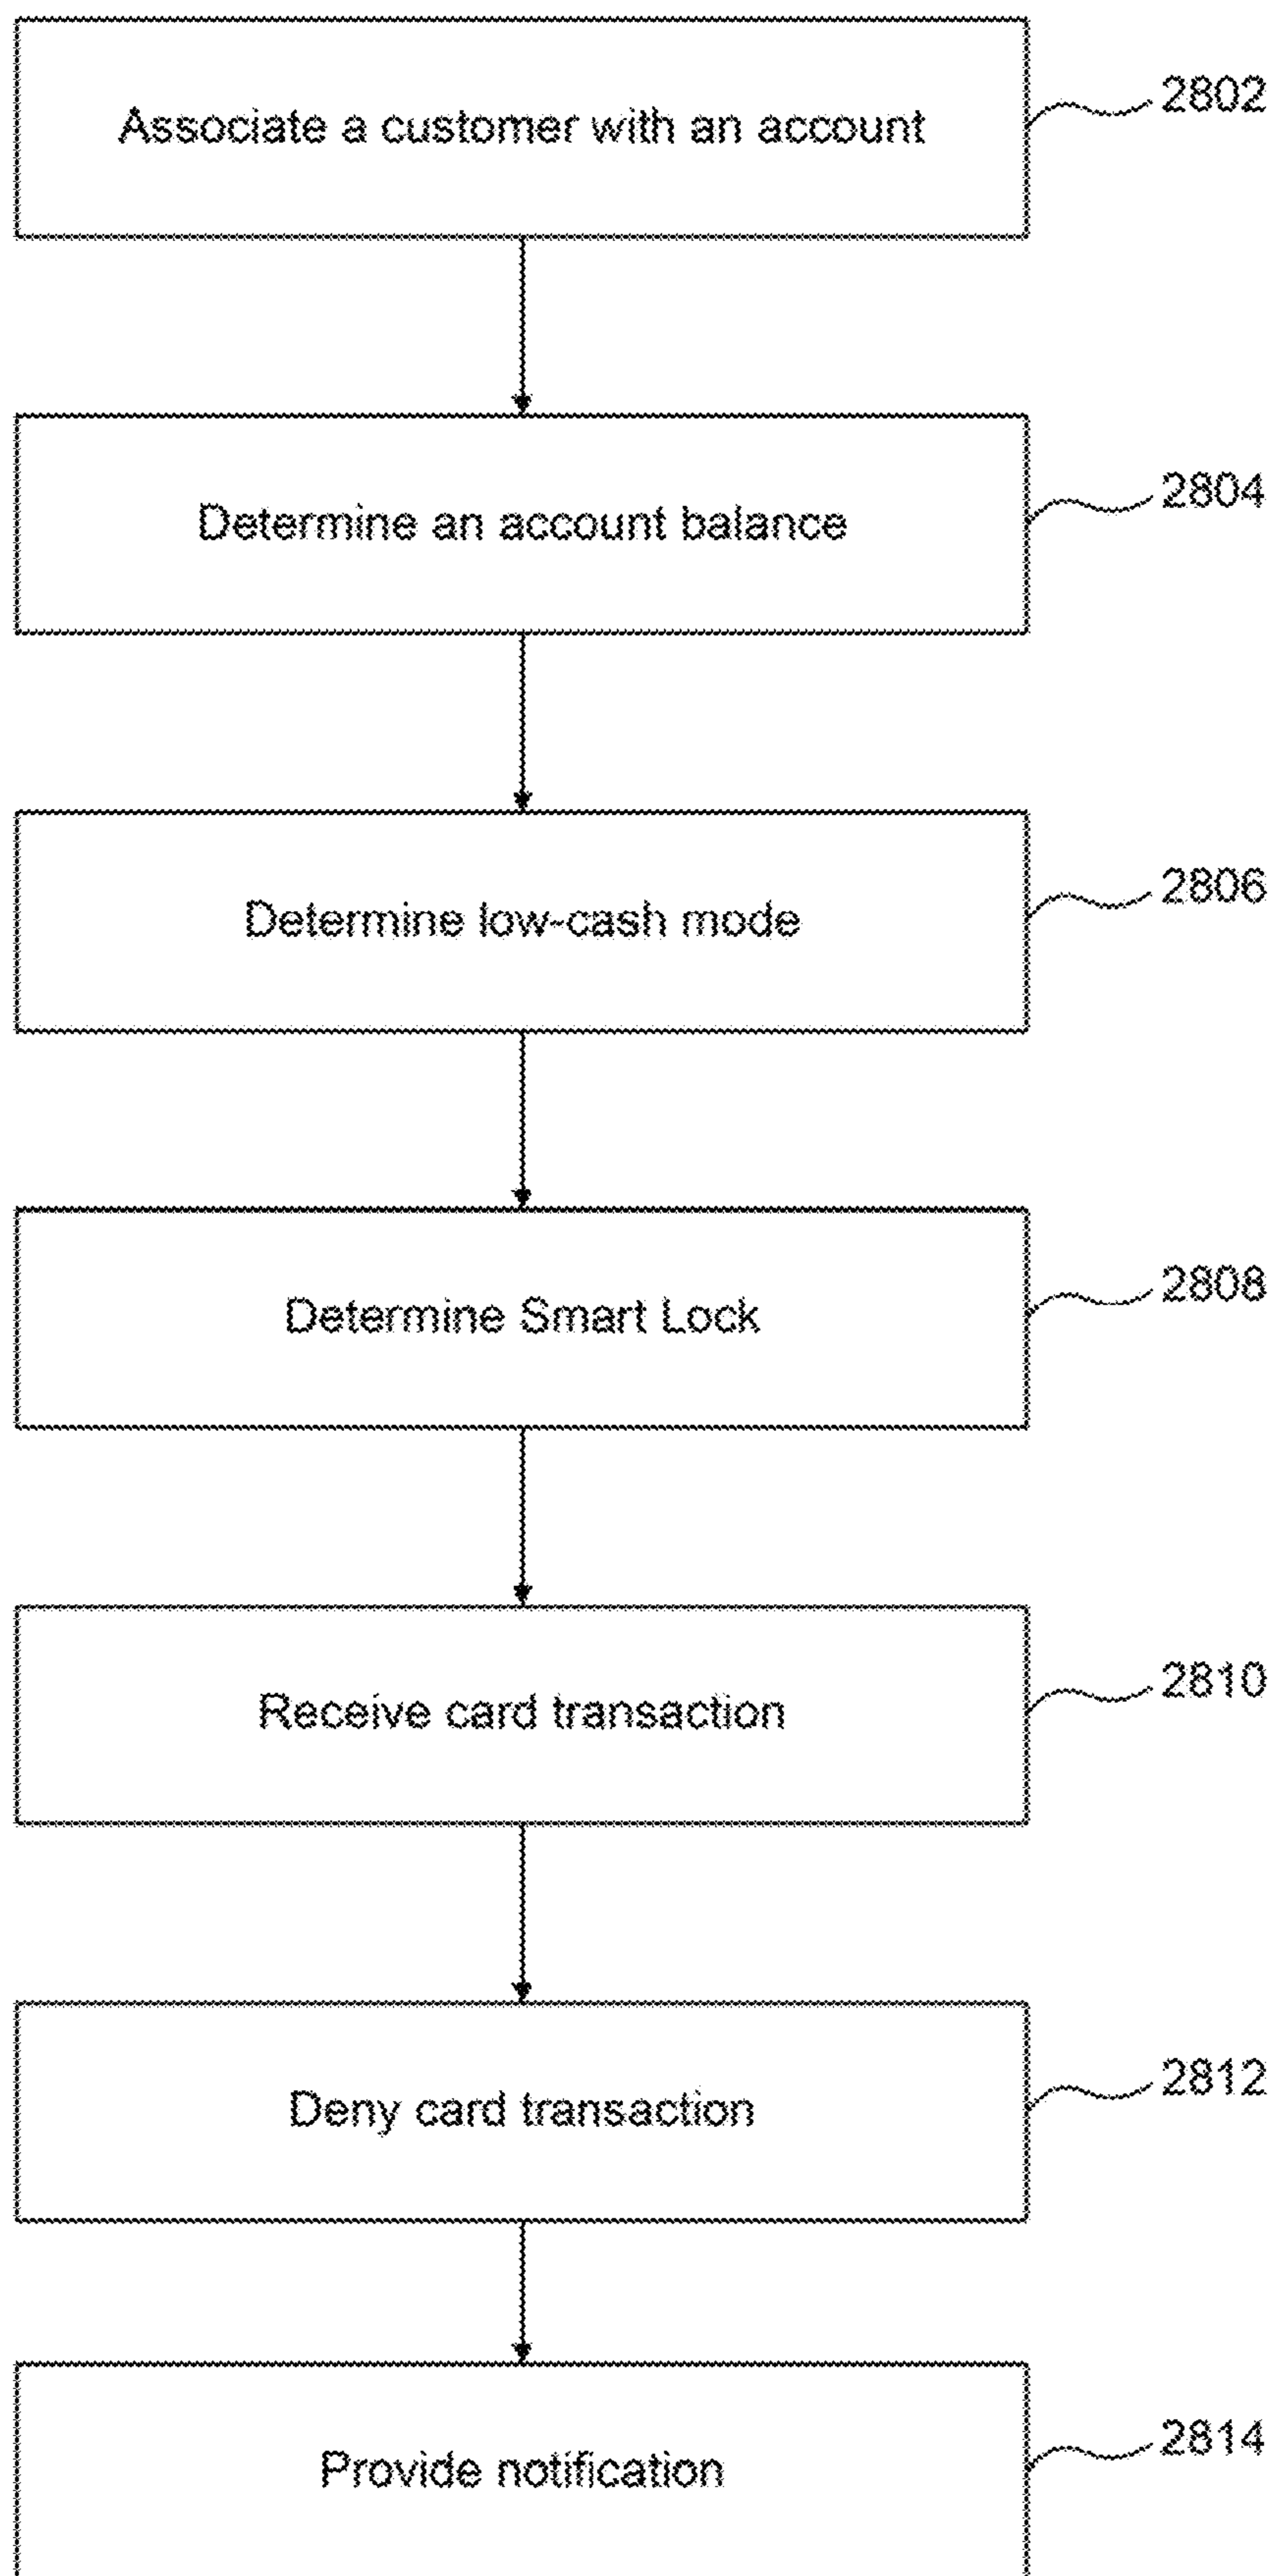 Associate a customer with an account
2802
Determine an account balance
2804
Determine low-cash mode
2806
Determine Smart Lock
2808
Receive card transaction
2810
Deny card transaction
2812
Provide notification
2814